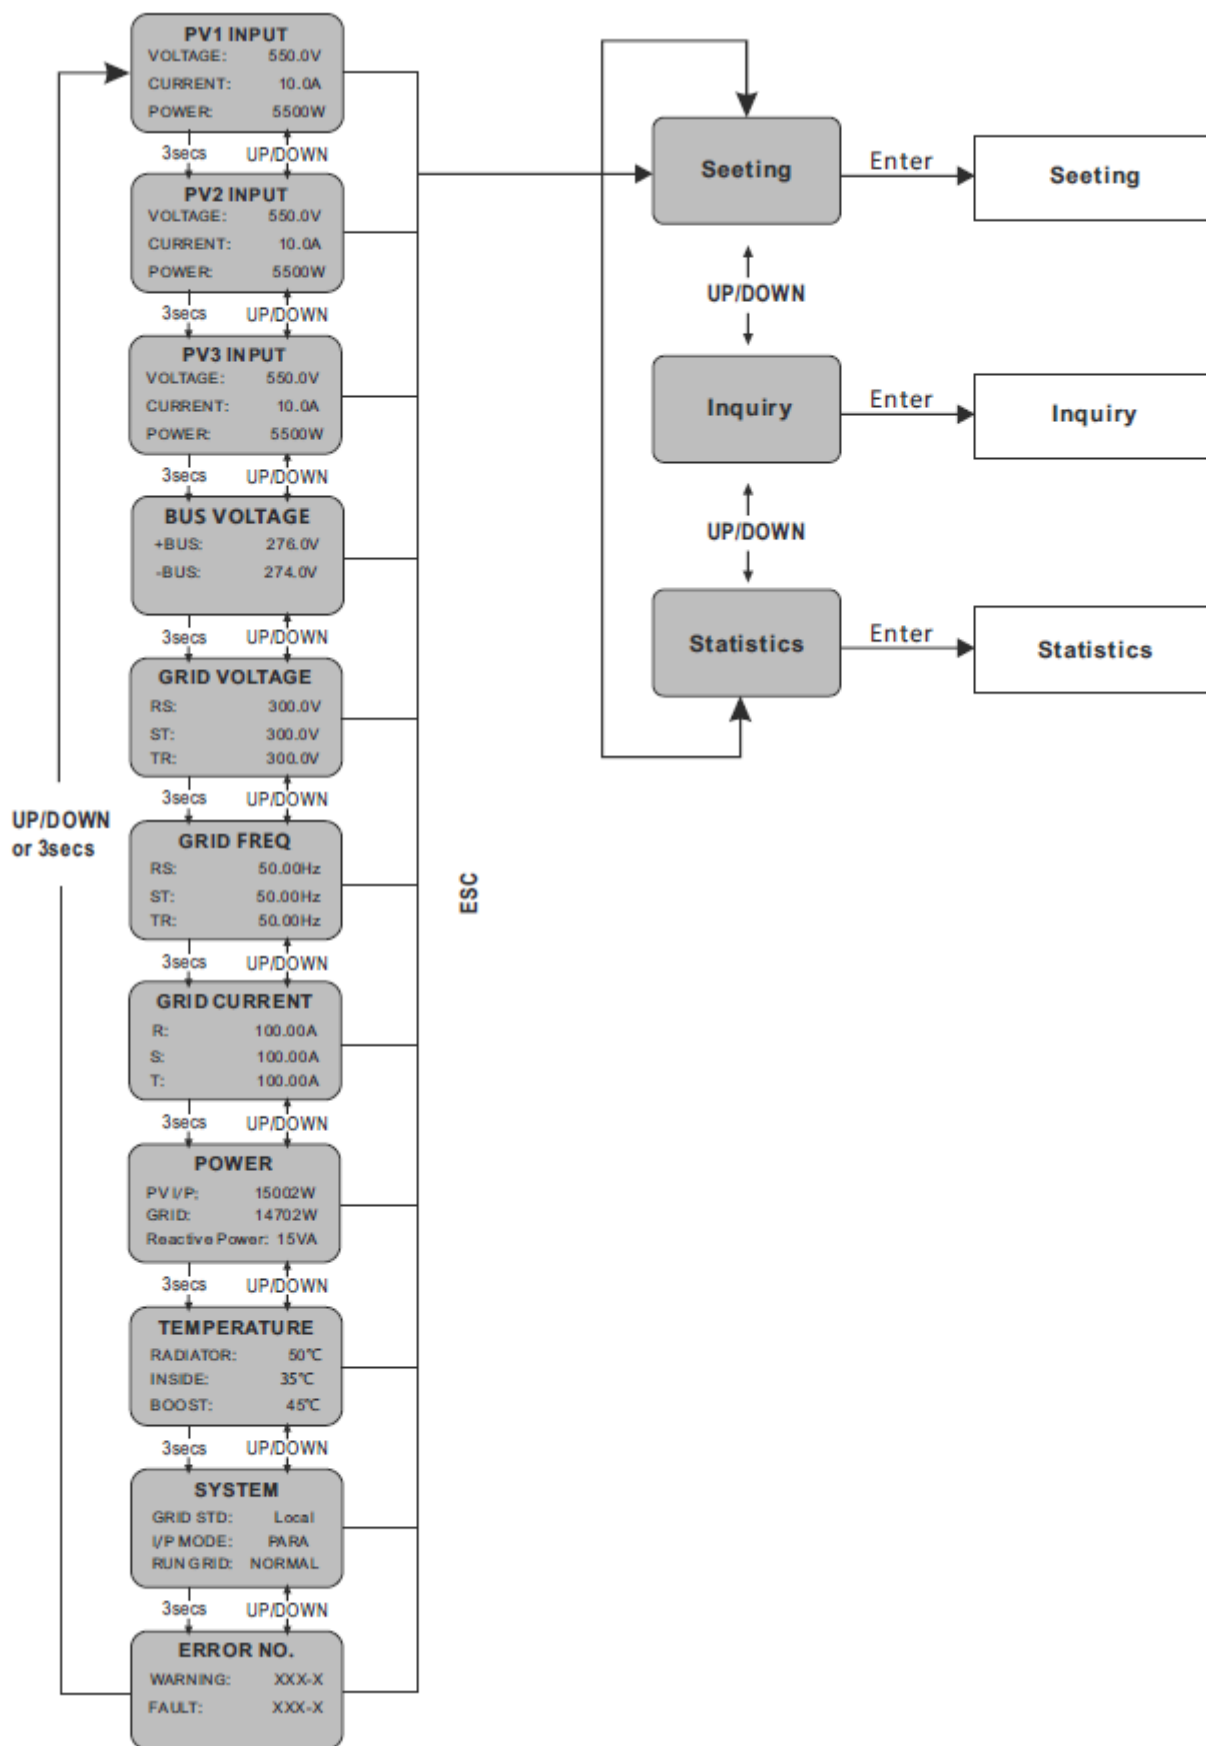 PV1 INPUT
VOLTAGE: 550.0V
CURRENT: 10.0A
POWER: 5500W
3secs UP/DOWN
PV2 INPUT
VOLTAGE: 550.0V
CURRENT: 10.0A
POWER: 5500W
3secs UP/DOWN
PV3 INPUT
VOLTAGE: 550.0V
CURRENT: 10.0A
POWER: 5500W
3secs UP/DOWN
BUS VOLTAGE
+BUS: 276.0V
-BUS: 274.0V
3secs UP/DOWN
GRID VOLTAGE
RS: 300.0V
ST: 300.0V
TR: 300.0V
3secs UP/DOWN
GRID FREQ
RS: 50.00Hz
ST: 50.00Hz
TR: 50.00Hz
3secs UP/DOWN
GRID CURRENT
R: 100.00A
S: 100.00A
T: 100.00A
3secs UP/DOWN
POWER
PV I/P: 15002W
GRID: 14702W
Reactive Power: 15VA
3secs UP/DOWN
TEMPERATURE
RADIATOR: 50℃
INSIDE: 35℃
BOOST: 45℃
3secs UP/DOWN
SYSTEM
GRID STD: Local
I/P MODE: PARA
RUN GRID: NORMAL
3secs UP/DOWN
ERROR NO.
WARNING: XXX-X
FAULT: XXX-X
UP/DOWN
or 3secs
ESC
Seeting
Enter
Seeting
UP/DOWN
Inquiry
Enter
Inquiry
UP/DOWN
Statistics
Enter
Statistics